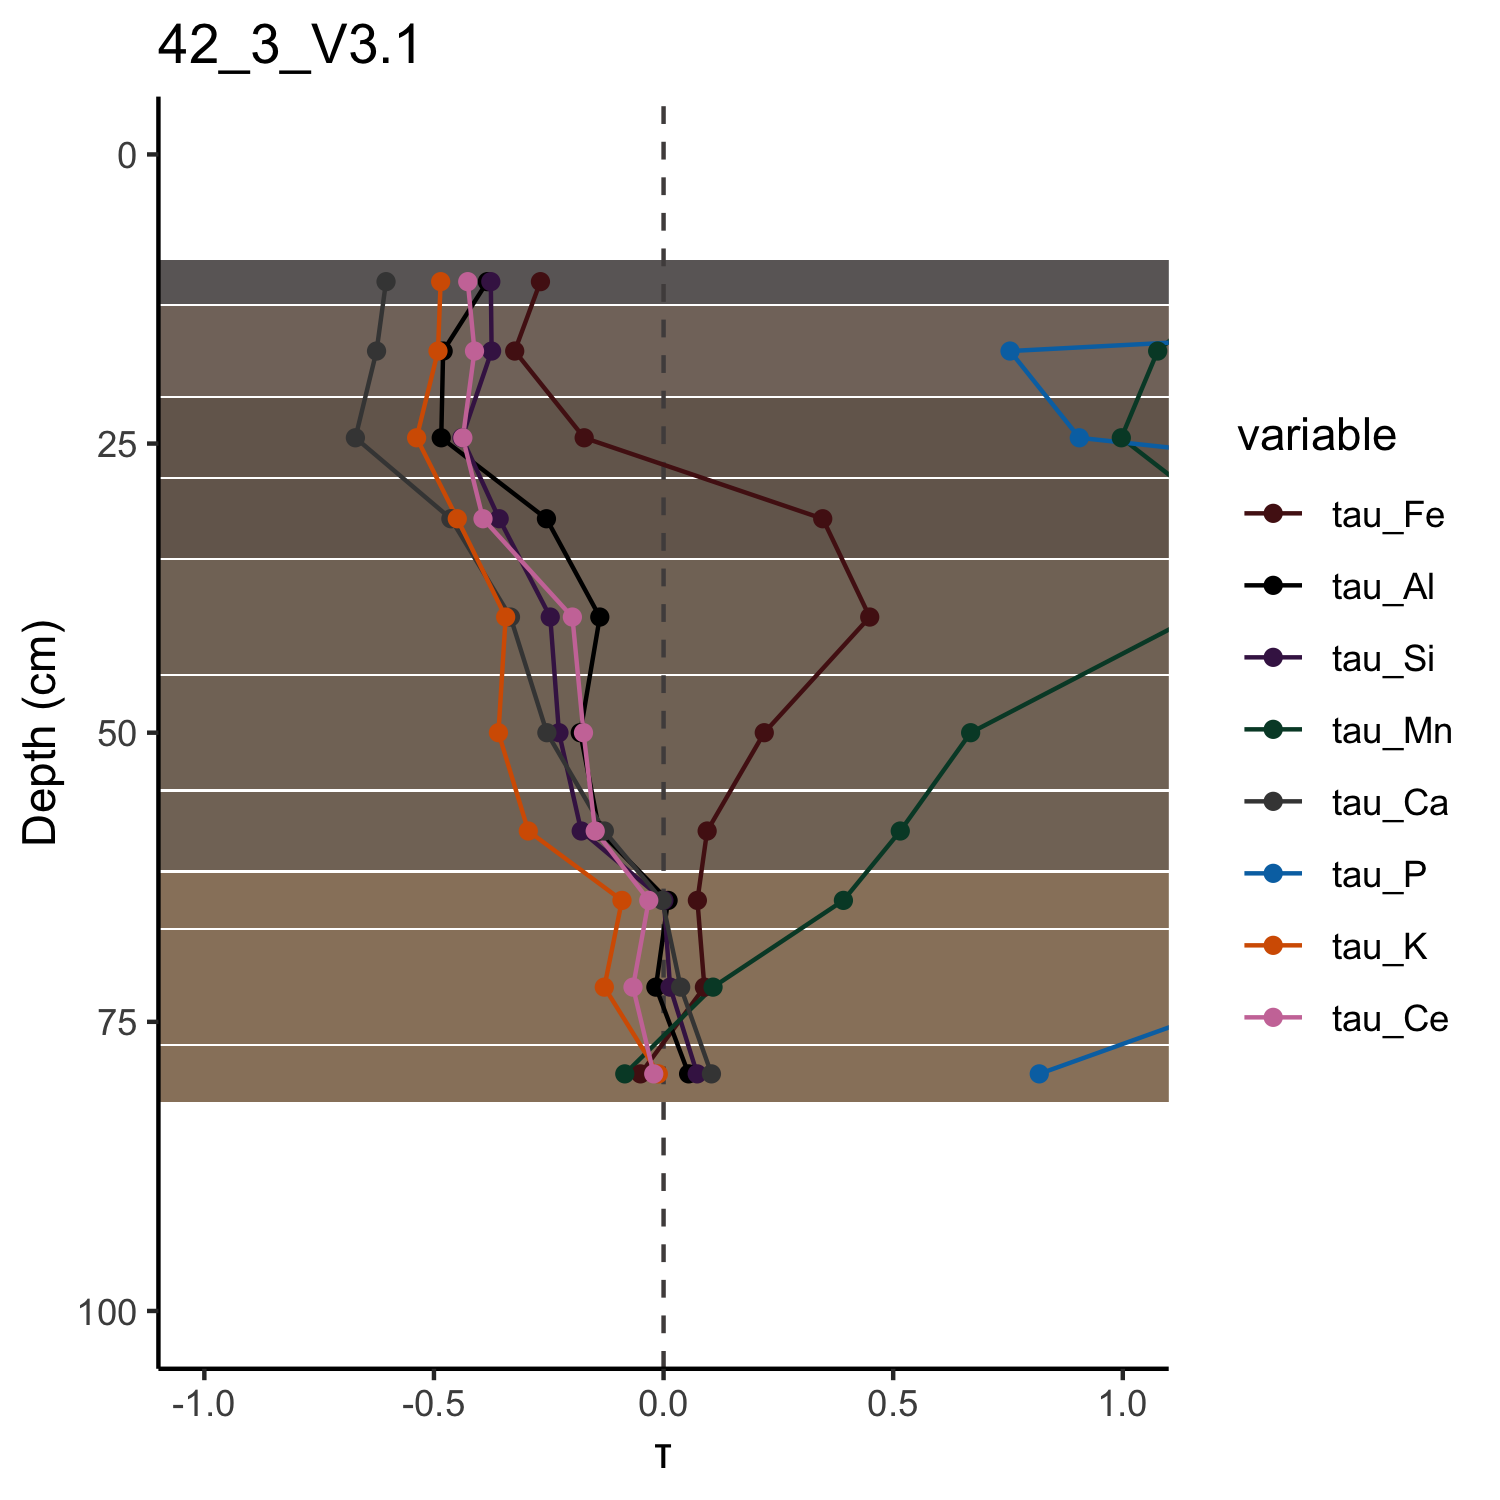 42_3_V3.1
0
25
50
75
100
Depth (cm)
-1.0 -0.5 0.0 0.5 1.0
τ
variable
tau_Fe
tau_Al
tau_Si
tau_Mn
tau_Ca
tau_P
tau_K
tau_Ce